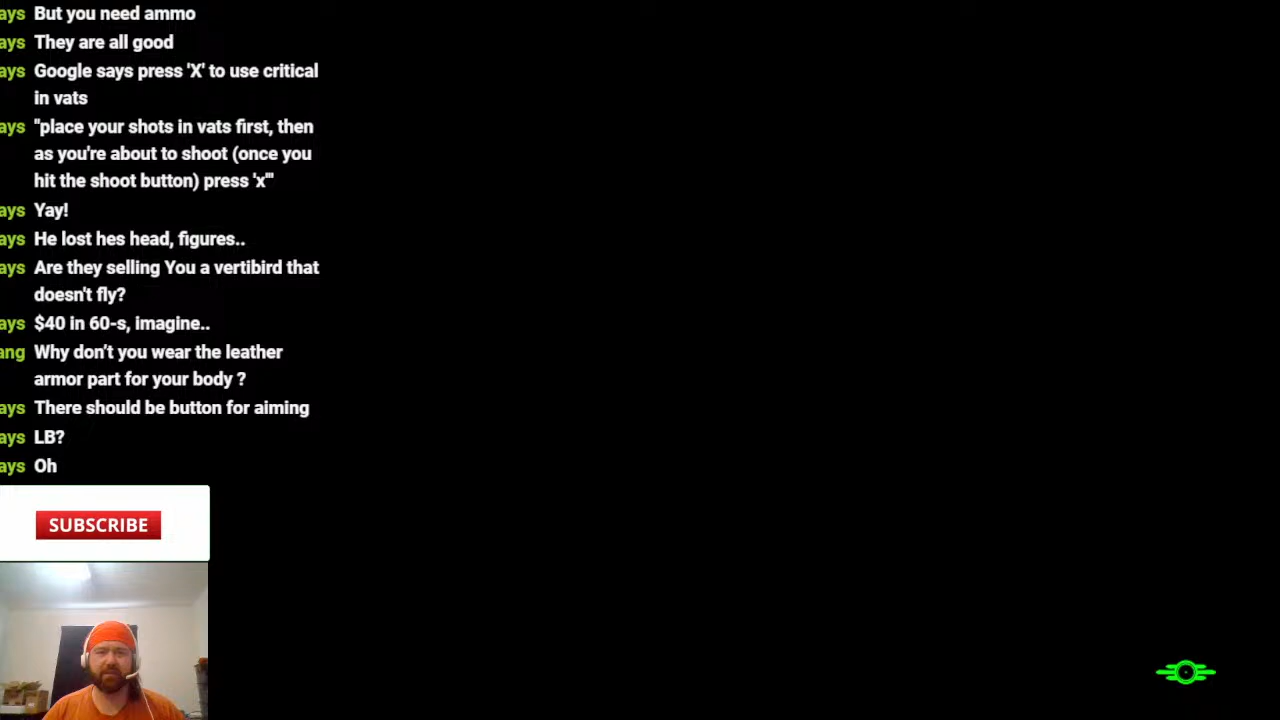 ays But you need ammo
ays They are all good
ays Google says press 'X' to use critical
in vats
ays "place your shots in vats first, then
as you're about to shoot (once you
hit the shoot button) press 'x'"
ays Yay!
ays He lost hes head, figures..
ays Are they selling You a vertibird that
doesn't fly?
ays $40 in 60-s, imagine..
ang Why don't you wear the leather
armor part for your body ?
ays There should be button for aiming
ays LB?
ays Oh
SUBSCRIBE